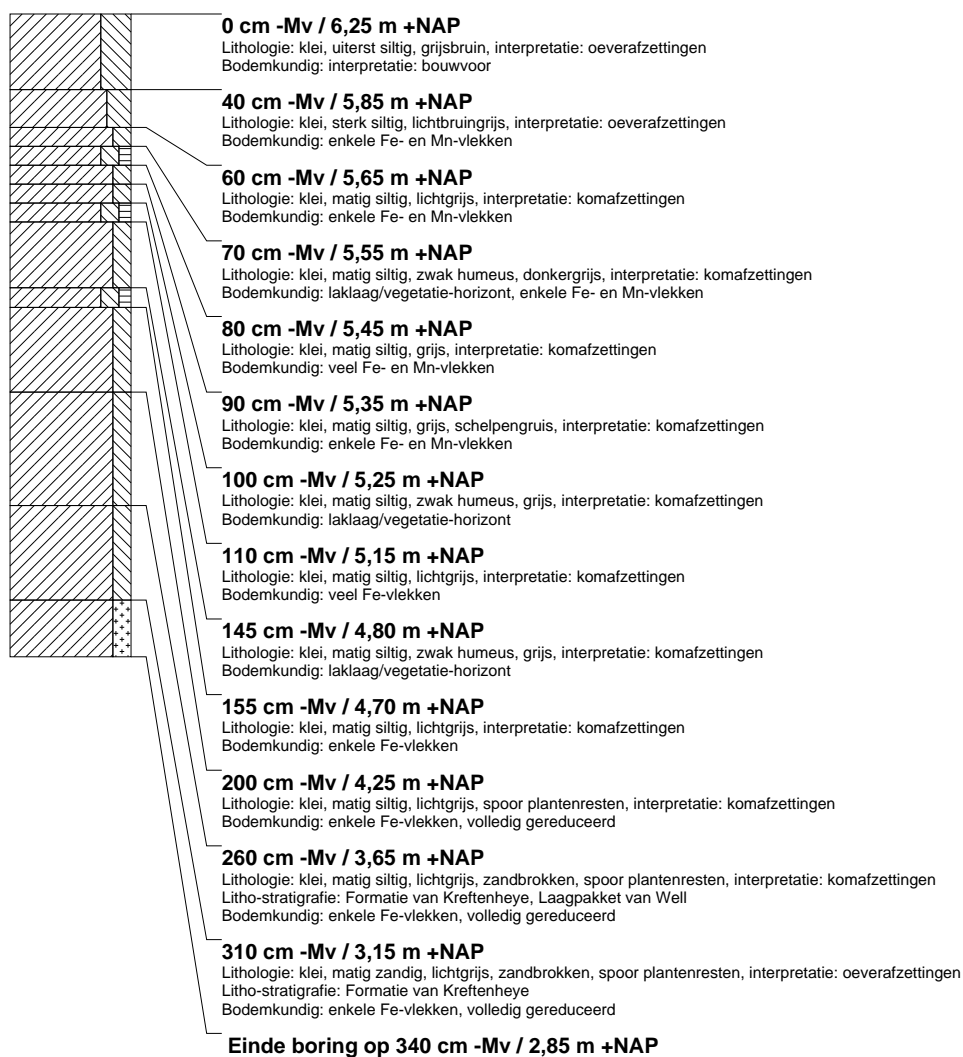 0 cm -Mv / 6,25 m +NAP
Lithologie: klei, uiterst siltig, grijsbruin, interpretatie: oeverafzettingen
Bodemkundig: interpretatie: bouwvoor
40 cm -Mv / 5,85 m +NAP
Lithologie: klei, sterk siltig, lichtbruingrijs, interpretatie: oeverafzettingen
Bodemkundig: enkele Fe- en Mn-vlekken
60 cm -Mv / 5,65 m +NAP
Lithologie: klei, matig siltig, lichtgrijs, interpretatie: komafzettingen
Bodemkundig: enkele Fe- en Mn-vlekken
70 cm -Mv / 5,55 m +NAP
Lithologie: klei, matig siltig, zwak humeus, donkergrijs, interpretatie: komafzettingen
Bodemkundig: laklaag/vegetatie-horizont, enkele Fe- en Mn-vlekken
80 cm -Mv / 5,45 m +NAP
Lithologie: klei, matig siltig, grijs, interpretatie: komafzettingen
Bodemkundig: veel Fe- en Mn-vlekken
90 cm -Mv / 5,35 m +NAP
Lithologie: klei, matig siltig, grijs, schelpengruis, interpretatie: komafzettingen
Bodemkundig: enkele Fe- en Mn-vlekken
100 cm -Mv / 5,25 m +NAP
Lithologie: klei, matig siltig, zwak humeus, grijs, interpretatie: komafzettingen
Bodemkundig: laklaag/vegetatie-horizont
110 cm -Mv / 5,15 m +NAP
Lithologie: klei, matig siltig, lichtgrijs, interpretatie: komafzettingen
Bodemkundig: veel Fe-vlekken
145 cm -Mv / 4,80 m +NAP
Lithologie: klei, matig siltig, zwak humeus, grijs, interpretatie: komafzettingen
Bodemkundig: laklaag/vegetatie-horizont
155 cm -Mv / 4,70 m +NAP
Lithologie: klei, matig siltig, lichtgrijs, interpretatie: komafzettingen
Bodemkundig: enkele Fe-vlekken
200 cm -Mv / 4,25 m +NAP
Lithologie: klei, matig siltig, lichtgrijs, spoor plantenresten, interpretatie: komafzettingen
Bodemkundig: enkele Fe-vlekken, volledig gereduceerd
260 cm -Mv / 3,65 m +NAP
Lithologie: klei, matig siltig, lichtgrijs, zandbrokken, spoor plantenresten, interpretatie: komafzettingen
Litho-stratigrafie: Formatie van Kreftenheye, Laagpakket van Well
Bodemkundig: enkele Fe-vlekken, volledig gereduceerd
310 cm -Mv / 3,15 m +NAP
Lithologie: klei, matig zandig, lichtgrijs, zandbrokken, spoor plantenresten, interpretatie: oeverafzettingen
Litho-stratigrafie: Formatie van Kreftenheye
Bodemkundig: enkele Fe-vlekken, volledig gereduceerd
Einde boring op 340 cm -Mv / 2,85 m +NAP